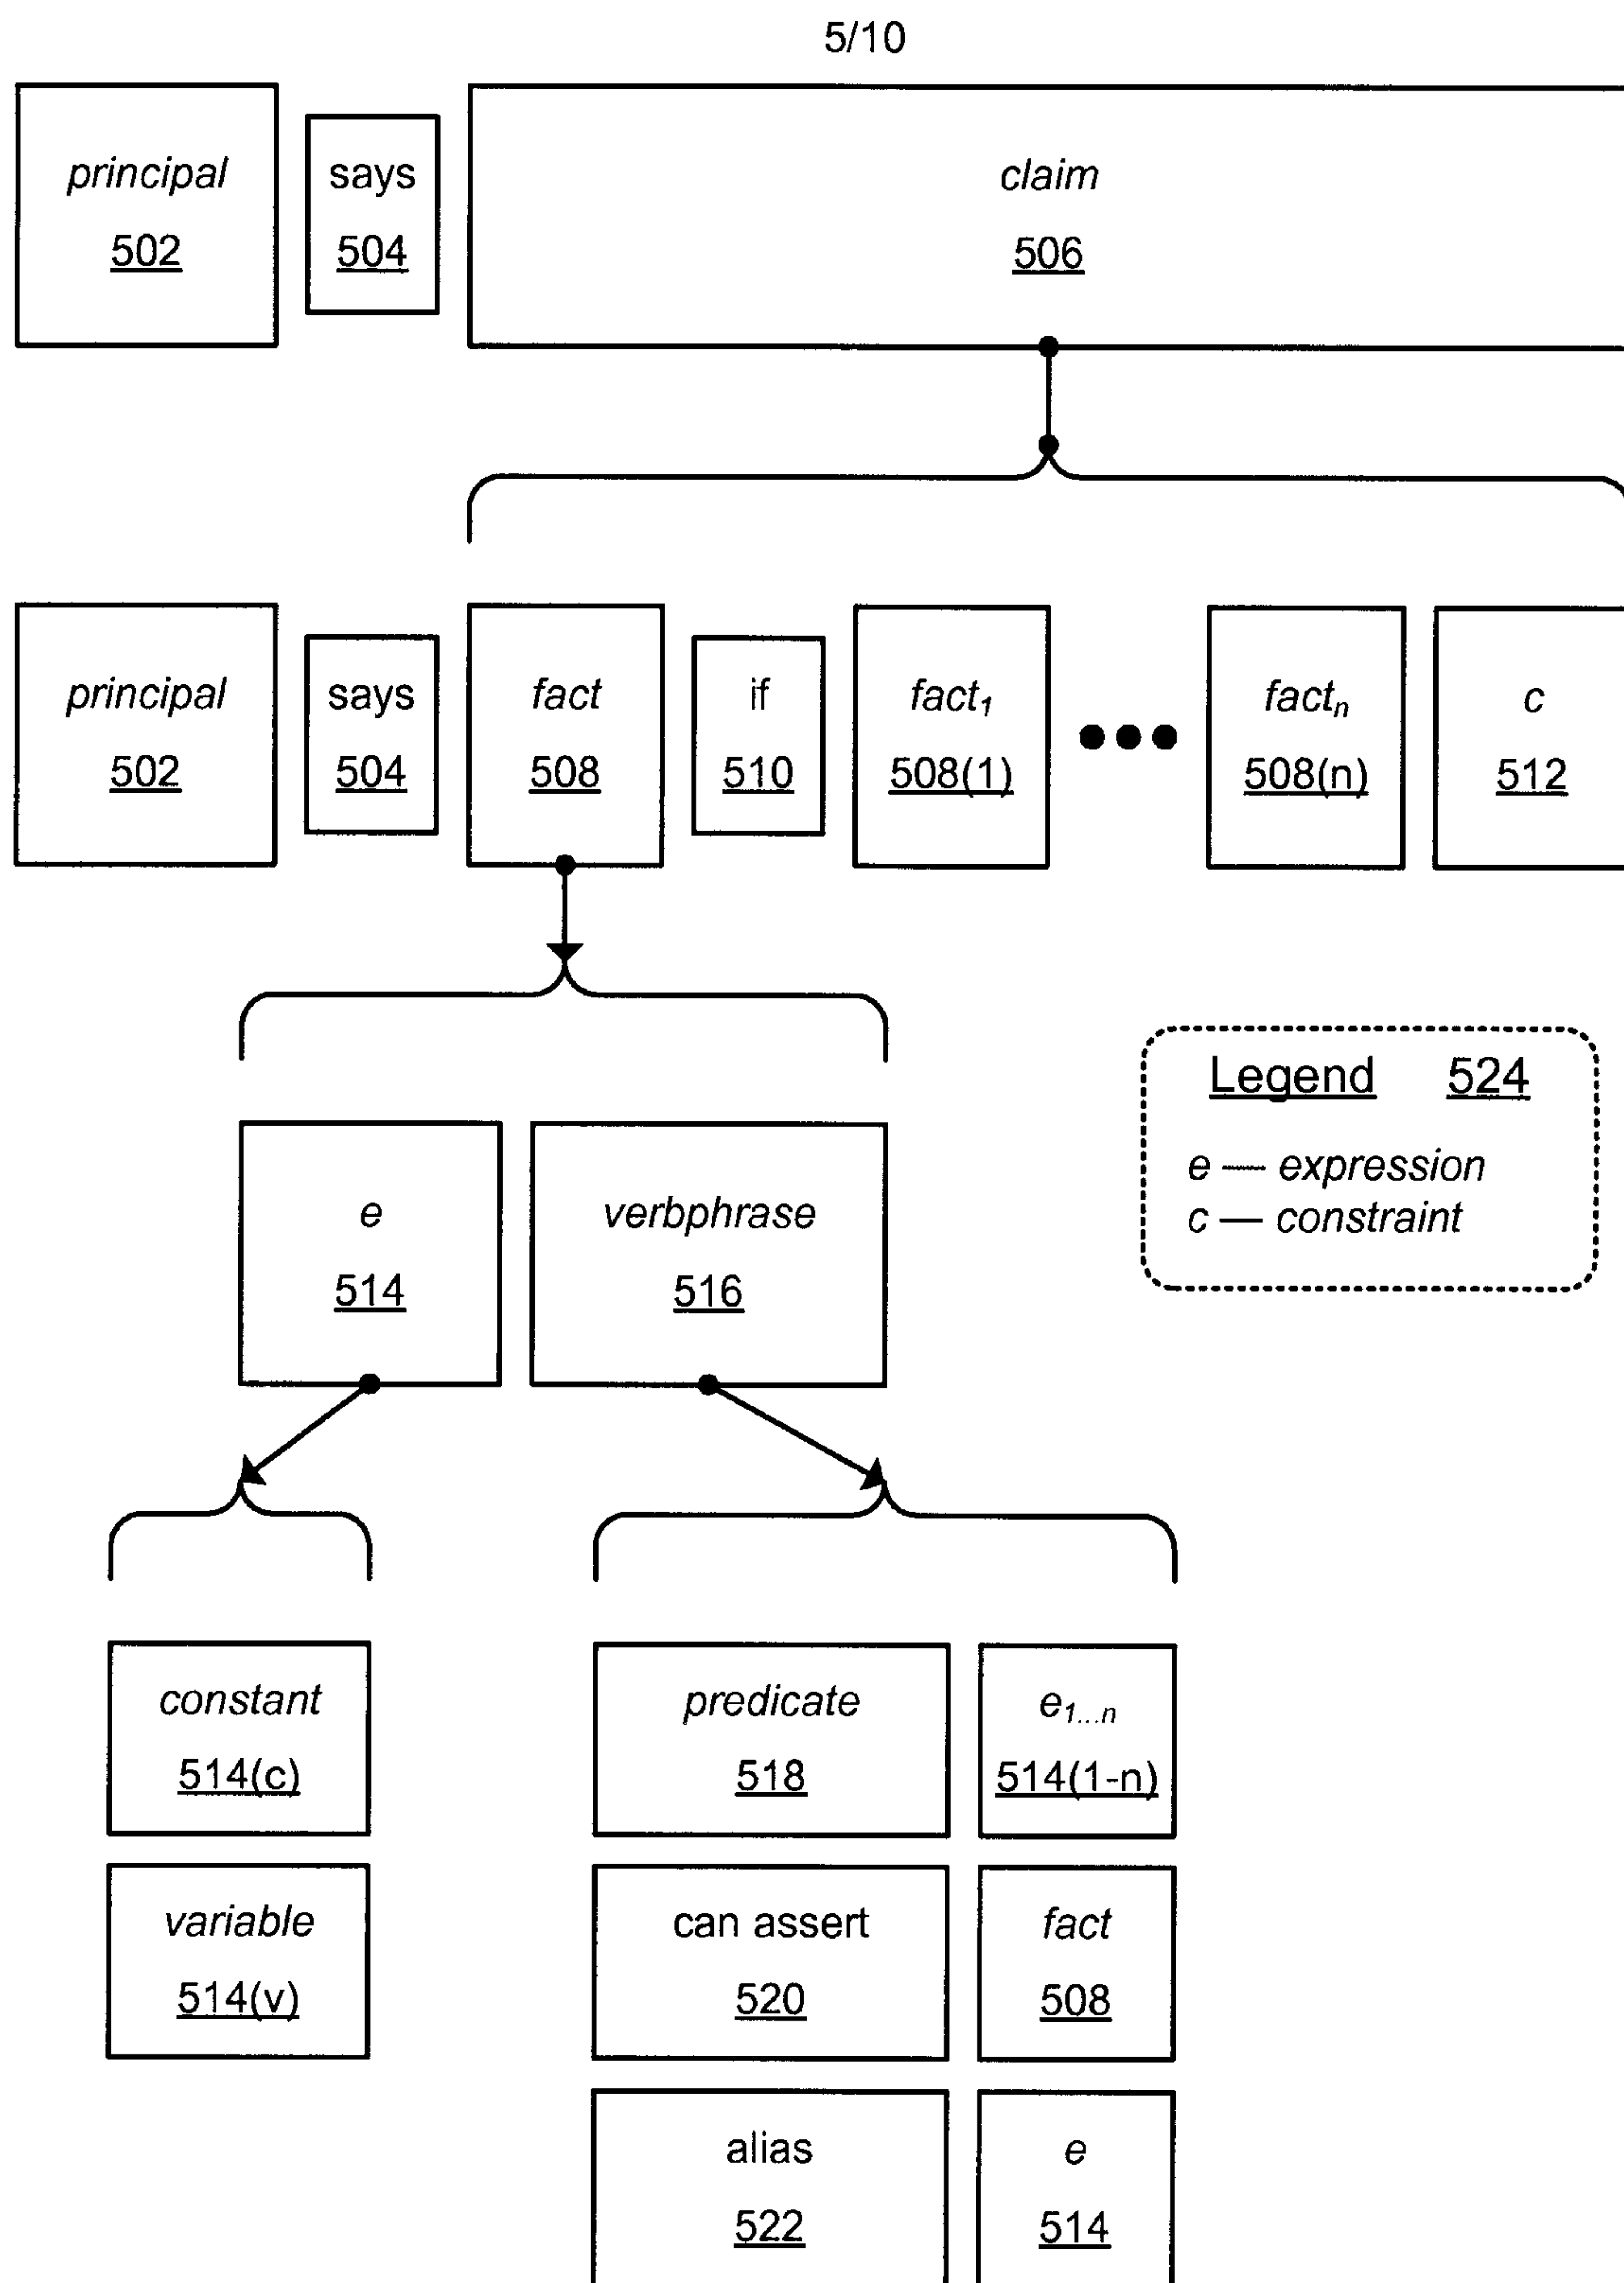 5/10
principal says claim
502 504 506
principal says fact if fact₁ ●●● factₙ c
502 504 508 510 508(1) 508(n) 512
Legend 524
e — expression
c — constraint
e verbphrase
514 516
constant predicate e₁...ₙ
514(c) 518 514(1-n)
variable can assert fact
514(v) 520 508
alias e
522 514